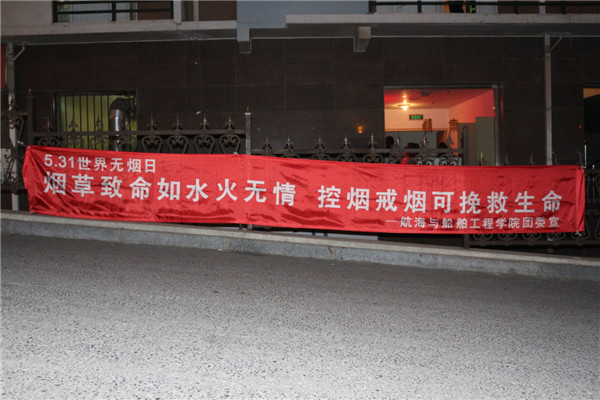 5.31世界无烟日
烟草致命如水火无情 控烟戒烟可挽救生命
—航海与船舶工程学院团委宣